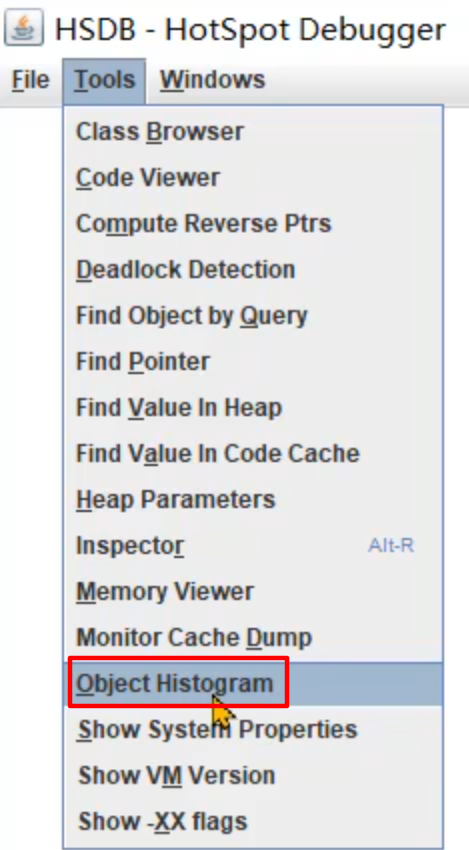 HSDB - HotSpot Debugger
File Tools Windows
Class Browser
Code Viewer
Compute Reverse Ptrs
Deadlock Detection
Find Object by Query
Find Pointer
Find Value In Heap
Find Value In Code Cache
Heap Parameters
Inspector Alt-R
Memory Viewer
Monitor Cache Dump
Object Histogram
Show System Properties
Show VM Version
Show -XX flags